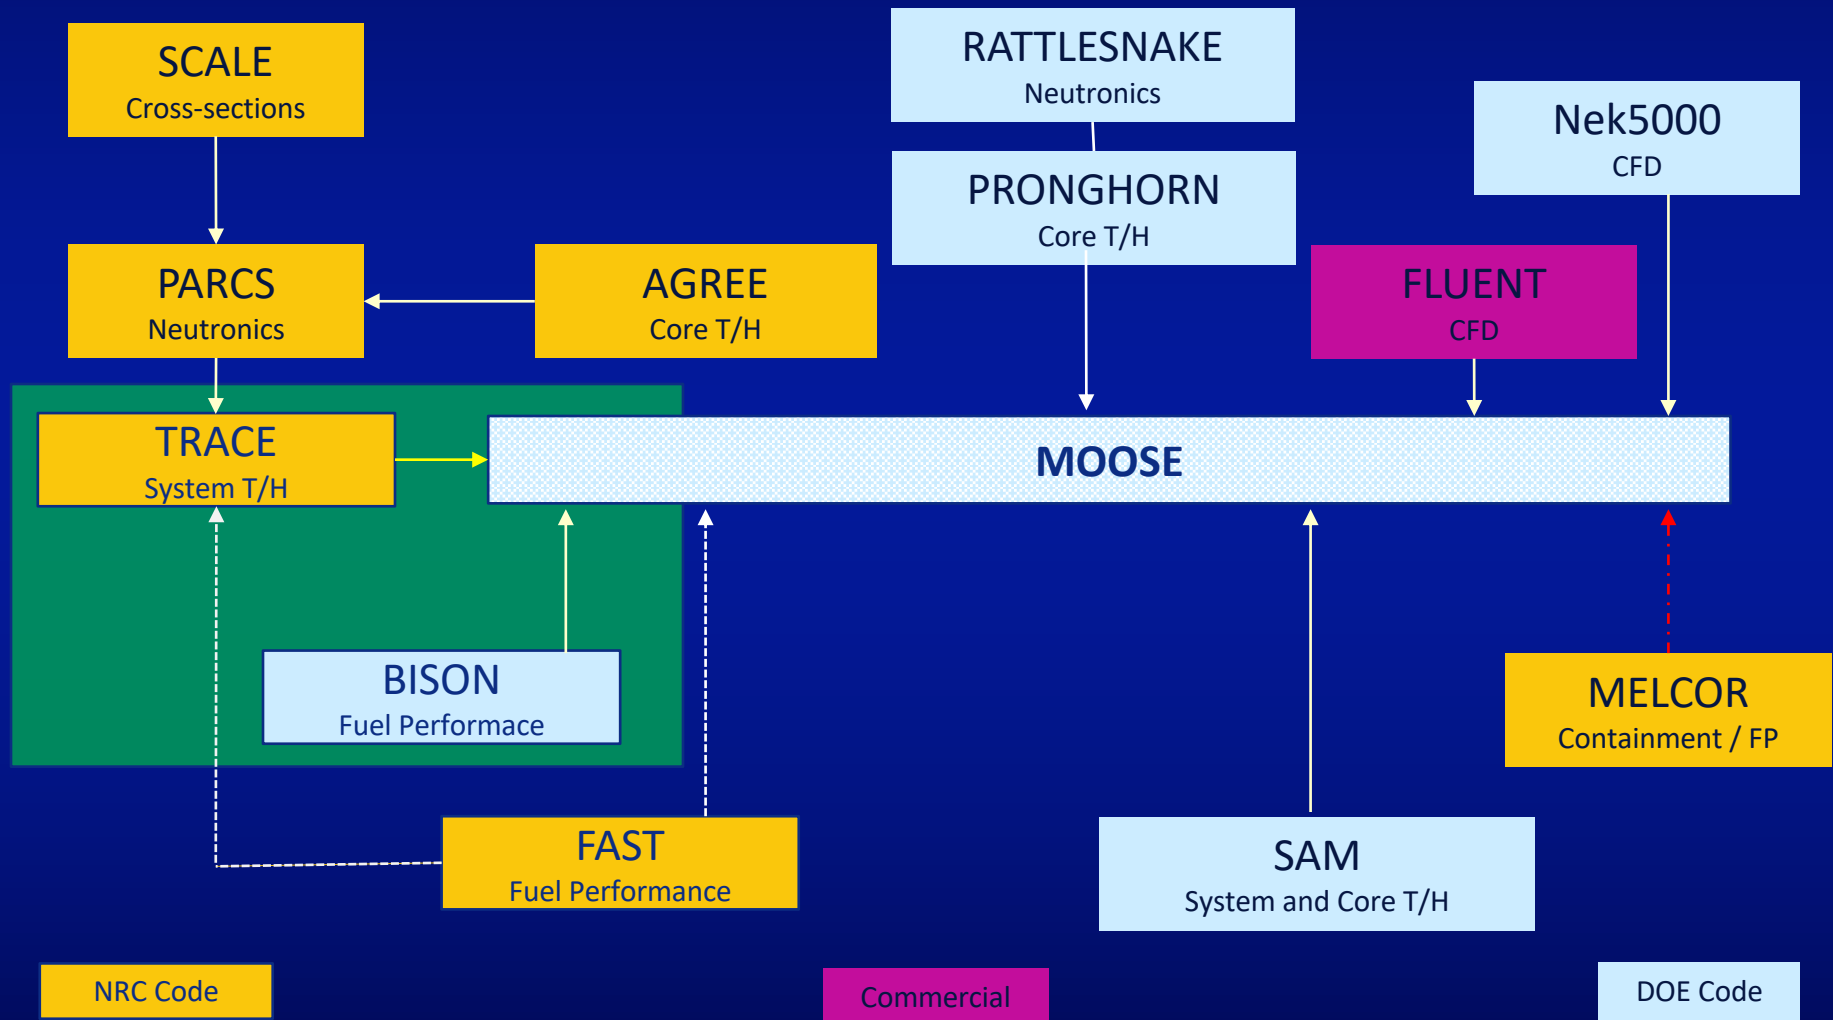 SCALE
Cross-sections
RATTLESNAKE
Neutronics
Nek5000
CFD
PRONGHORN
Core T/H
PARCS
Neutronics
AGREE
Core T/H
FLUENT
CFD
TRACE
System T/H
MOOSE
BISON
Fuel Performace
MELCOR
Containment / FP
FAST
Fuel Performance
SAM
System and Core T/H
NRC Code
Commercial
DOE Code